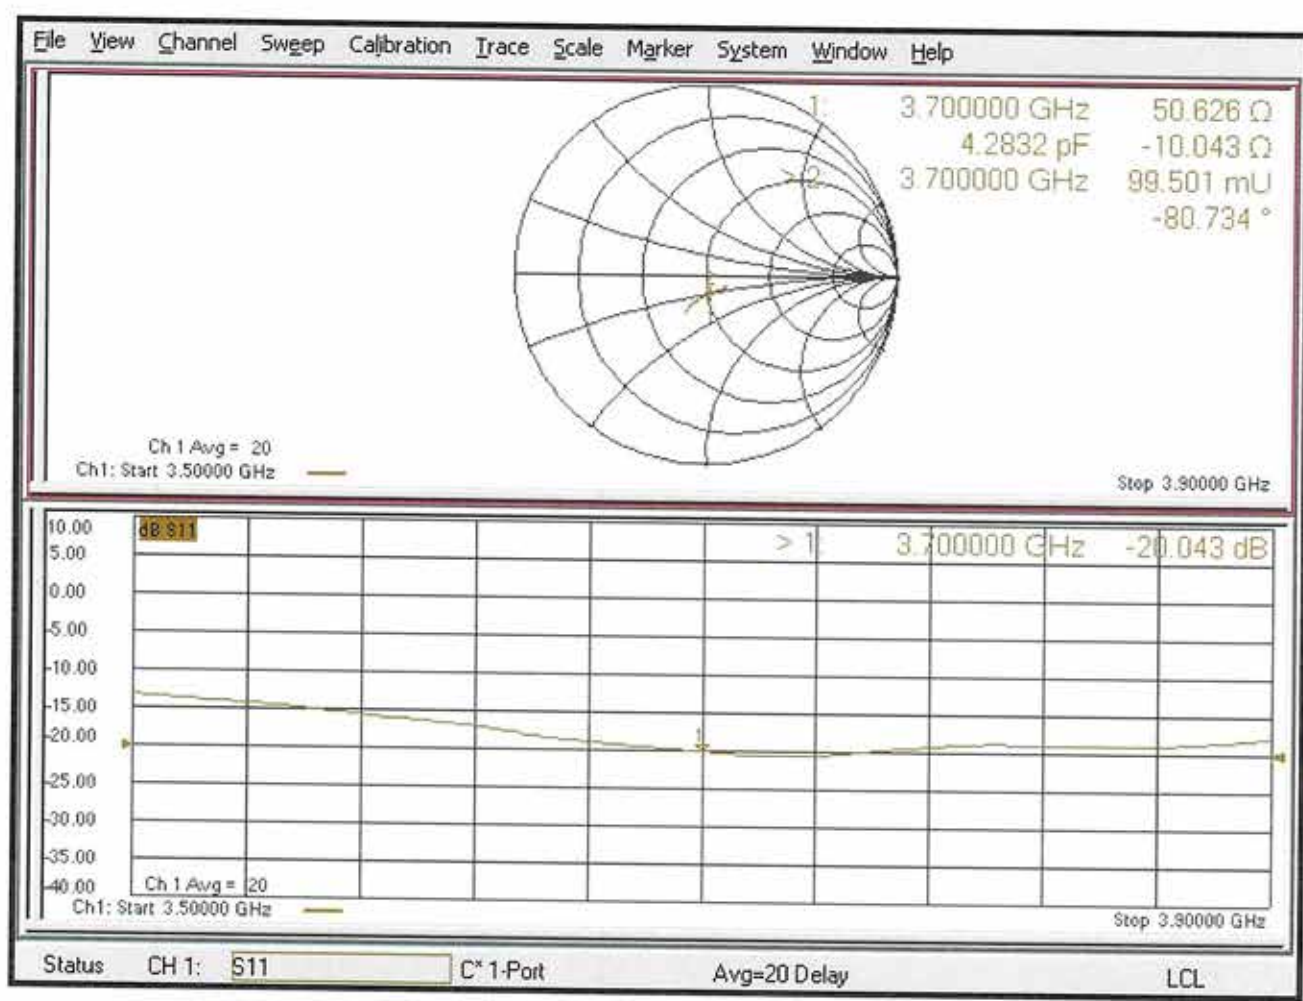 File View Channel Sweep Calibration Trace Scale Marker System Window Help
1: 3.700000 GHz 50.626 Ω
4.2832 pF -10.043 Ω
> 2: 3.700000 GHz 99.501 mU
-80.734 °
1
Ch 1 Avg = 20
Ch1: Start 3.50000 GHz
Stop 3.90000 GHz
10.00
dB S11
> 1: 3.700000 GHz -20.043 dB
5.00
0.00
-5.00
-10.00
-15.00
-20.00
1
-25.00
-30.00
-35.00
-40.00
Ch 1 Avg = 20
Ch1: Start 3.50000 GHz
Stop 3.90000 GHz
Status CH 1: S11 C* 1-Port Avg=20 Delay LCL